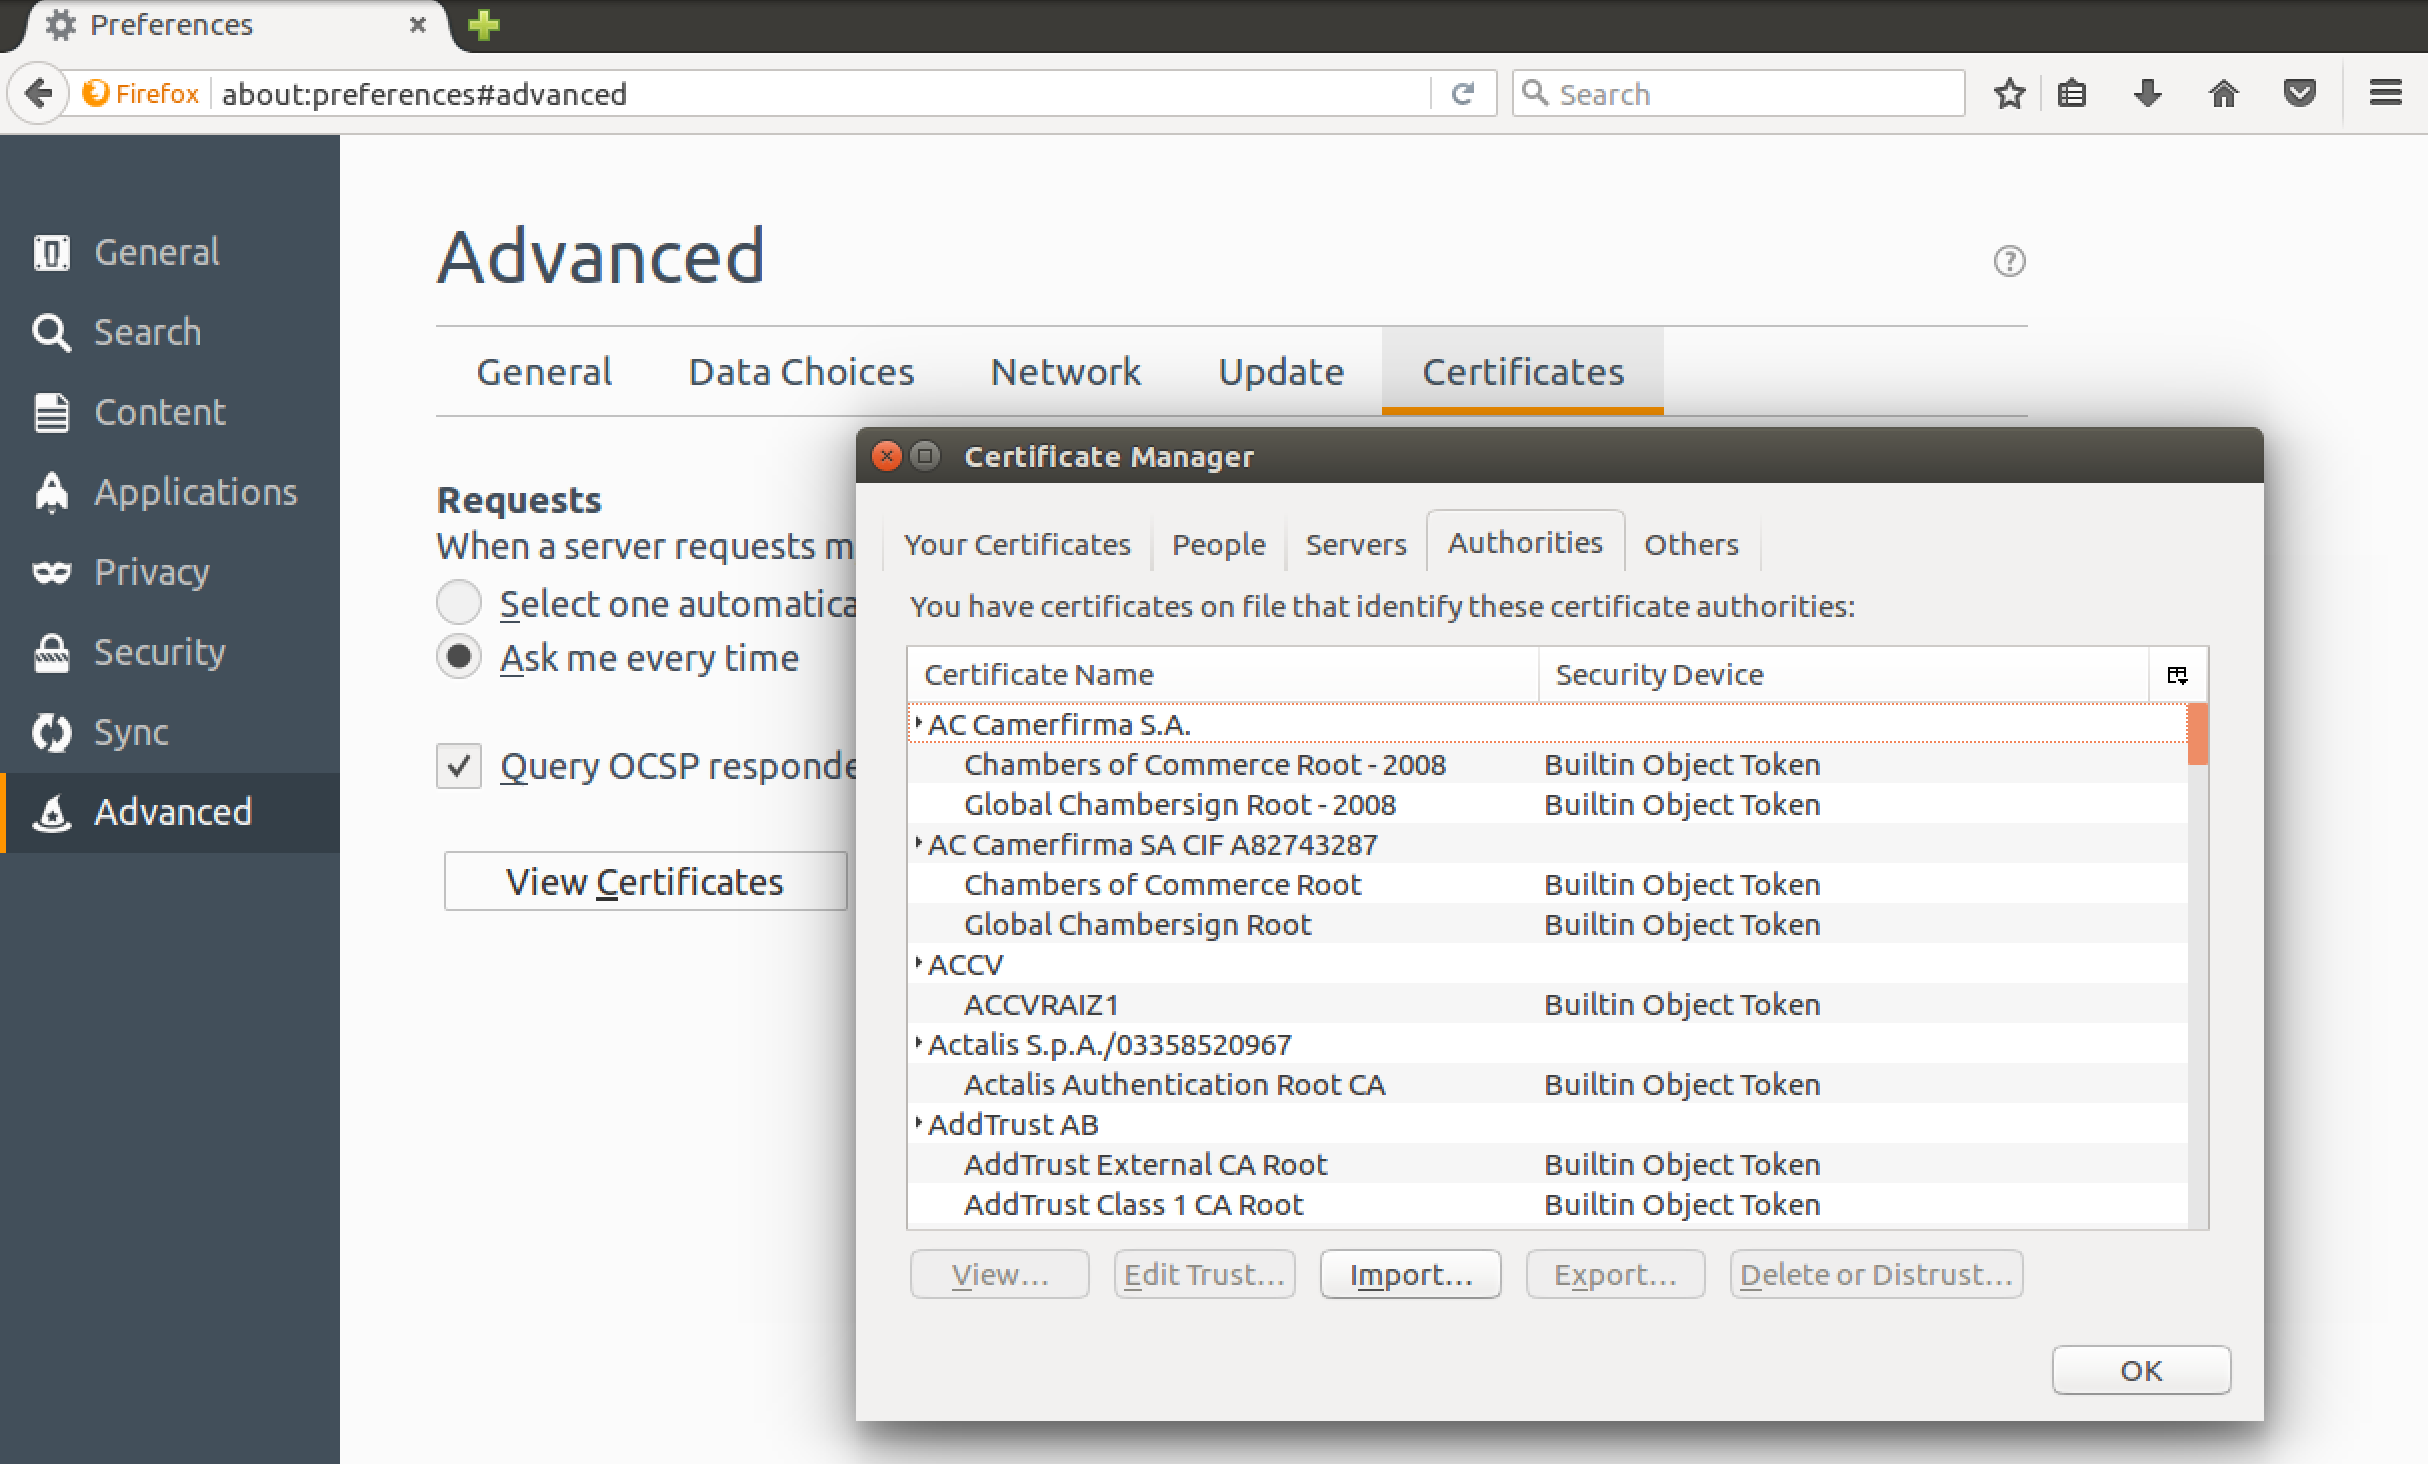 Preferences
Firefox about:preferences#advanced Search
General
Search
Content
Applications
Privacy
Security
Sync
Advanced
Advanced
General Data Choices Network Update Certificates
Requests
When a server requests m
Select one automatica
Ask me every time
Query OCSP responde
View Certificates
Certificate Manager
Your Certificates People Servers Authorities Others
You have certificates on file that identify these certificate authorities:
Certificate Name Security Device
AC Camerfirma S.A.
Chambers of Commerce Root - 2008 Builtin Object Token
Global Chambersign Root - 2008 Builtin Object Token
AC Camerfirma SA CIF A82743287
Chambers of Commerce Root Builtin Object Token
Global Chambersign Root Builtin Object Token
ACCV
ACCVRAIZ1 Builtin Object Token
Actalis S.p.A./03358520967
Actalis Authentication Root CA Builtin Object Token
AddTrust AB
AddTrust External CA Root Builtin Object Token
AddTrust Class 1 CA Root Builtin Object Token
View... Edit Trust... Import... Export... Delete or Distrust...
OK